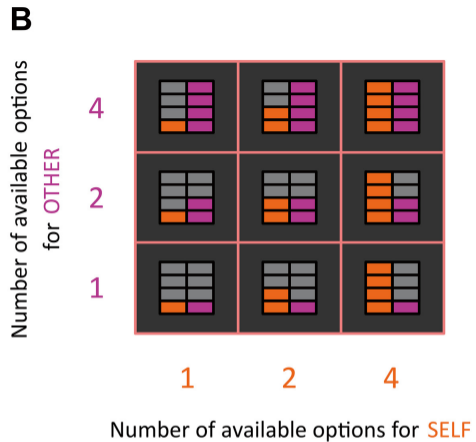 B
Number of available options
for OTHER
4
2
1
1 2 4
Number of available options for SELF